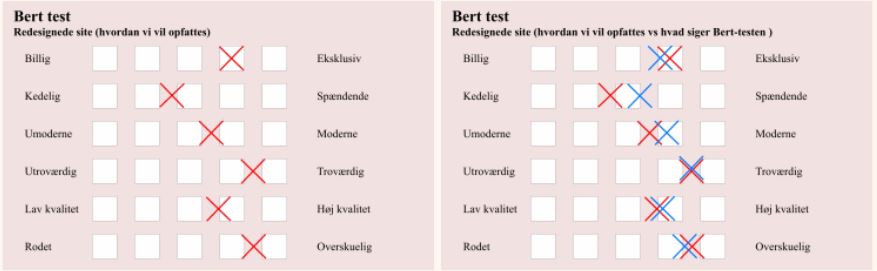 Bert test
Redesignede site (hvordan vi vil opfattes)
Billig Eksklusiv
Kedelig Spændende
Umoderne Moderne
Utroværdig Troværdig
Lav kvalitet Høj kvalitet
Rodet Overskuelig
Bert test
Redesignede site (hvordan vi vil opfattes vs hvad siger Bert-testen )
Billig Eksklusiv
Kedelig Spændende
Umoderne Moderne
Utroværdig Troværdig
Lav kvalitet Høj kvalitet
Rodet Overskuelig